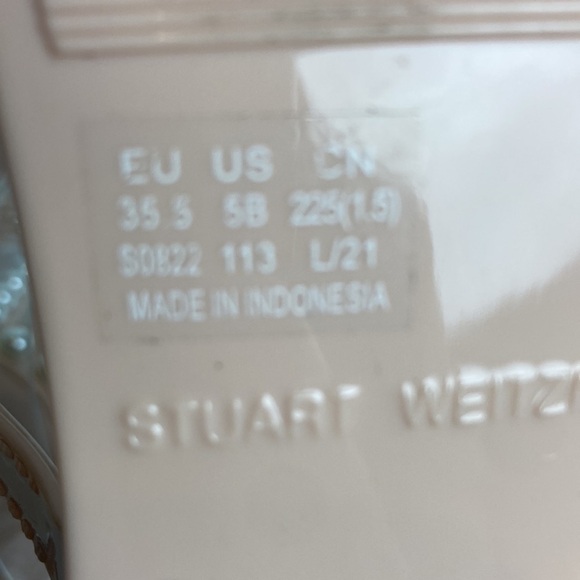 EU US CN
35.5 5B 225(1.5)
S0822 113 L/21
MADE IN INDONESIA
STUART WEITZ